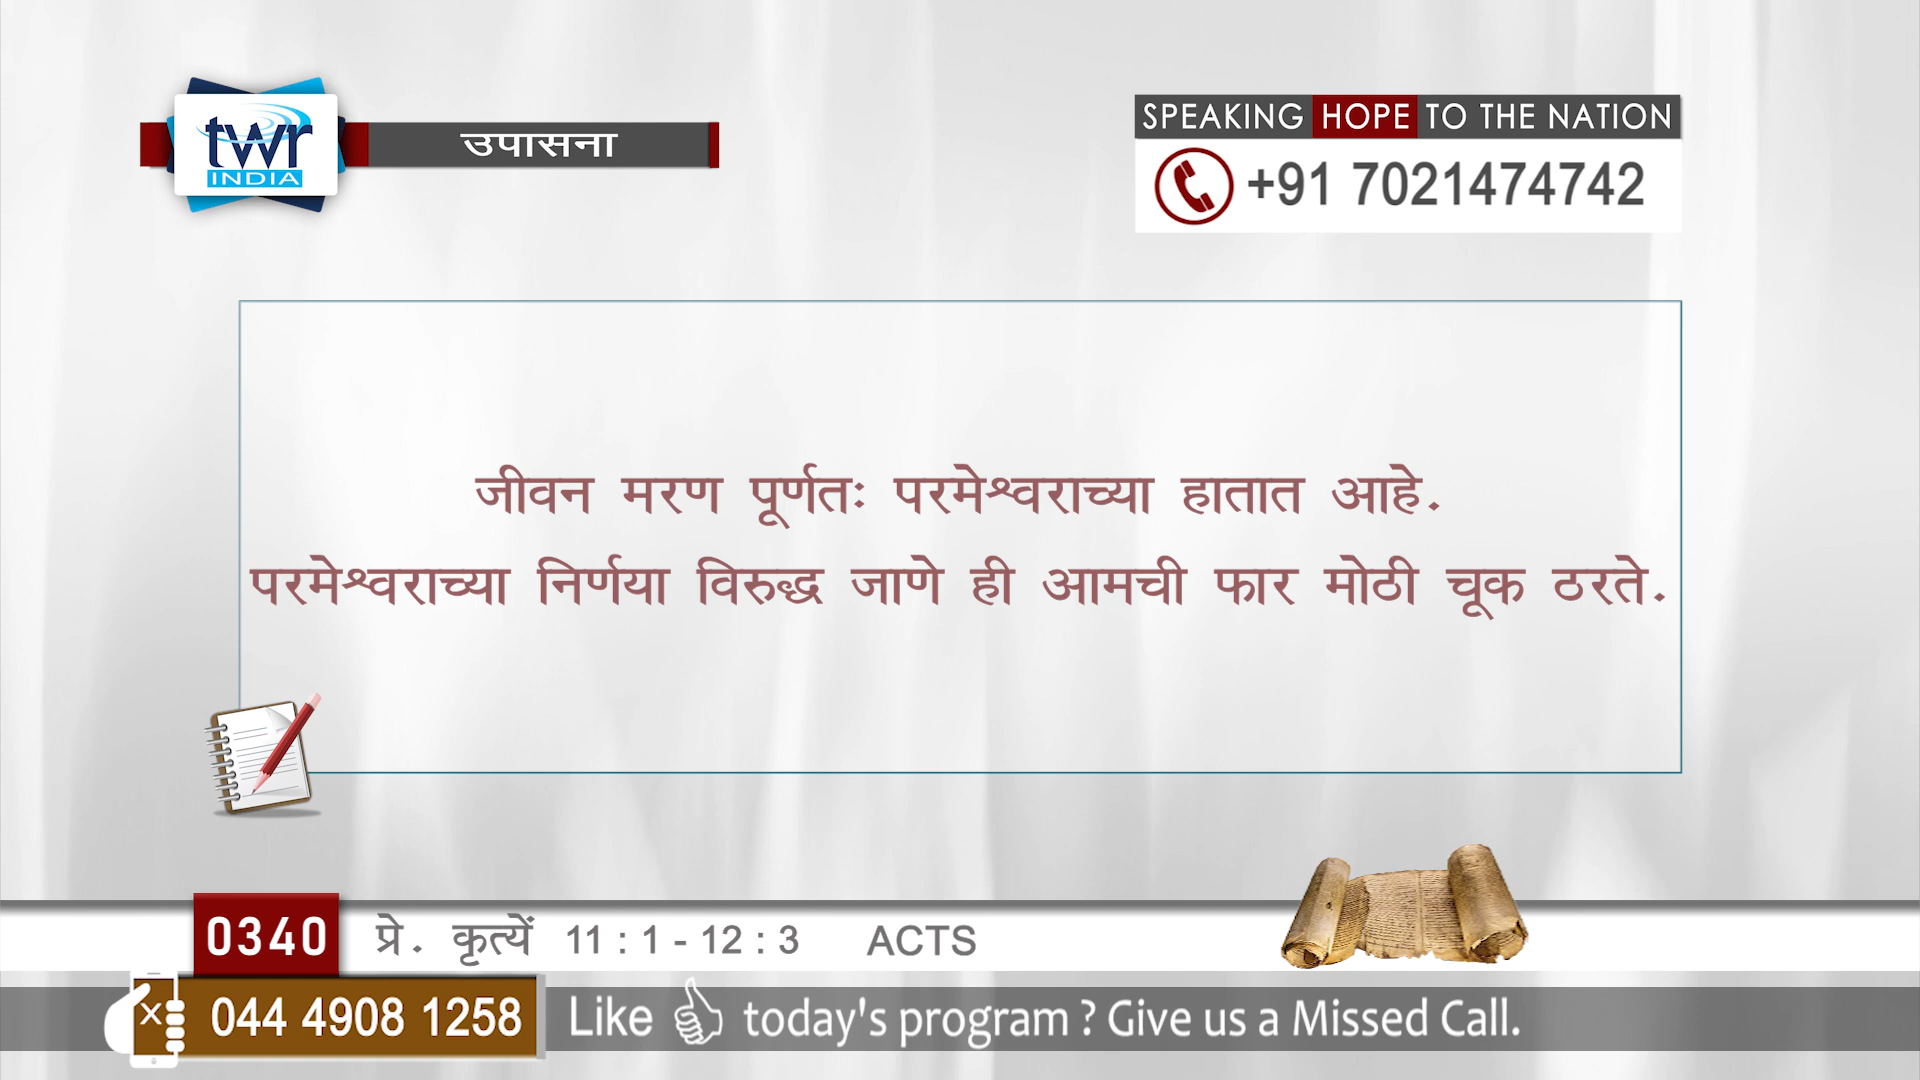 twr
INDIA
उपासना
SPEAKING HOPE TO THE NATION
+91 7021474742
जीवन मरण पूर्णतः परमेश्वराच्या हातात आहे.
परमेश्वराच्या निर्णया विरुद्ध जाणे ही आमची फार मोठी चूक ठरते.
0340 प्रे. कृत्यें 11 : 1 - 12 : 3 ACTS
044 4908 1258 Like today's program ? Give us a Missed Call.